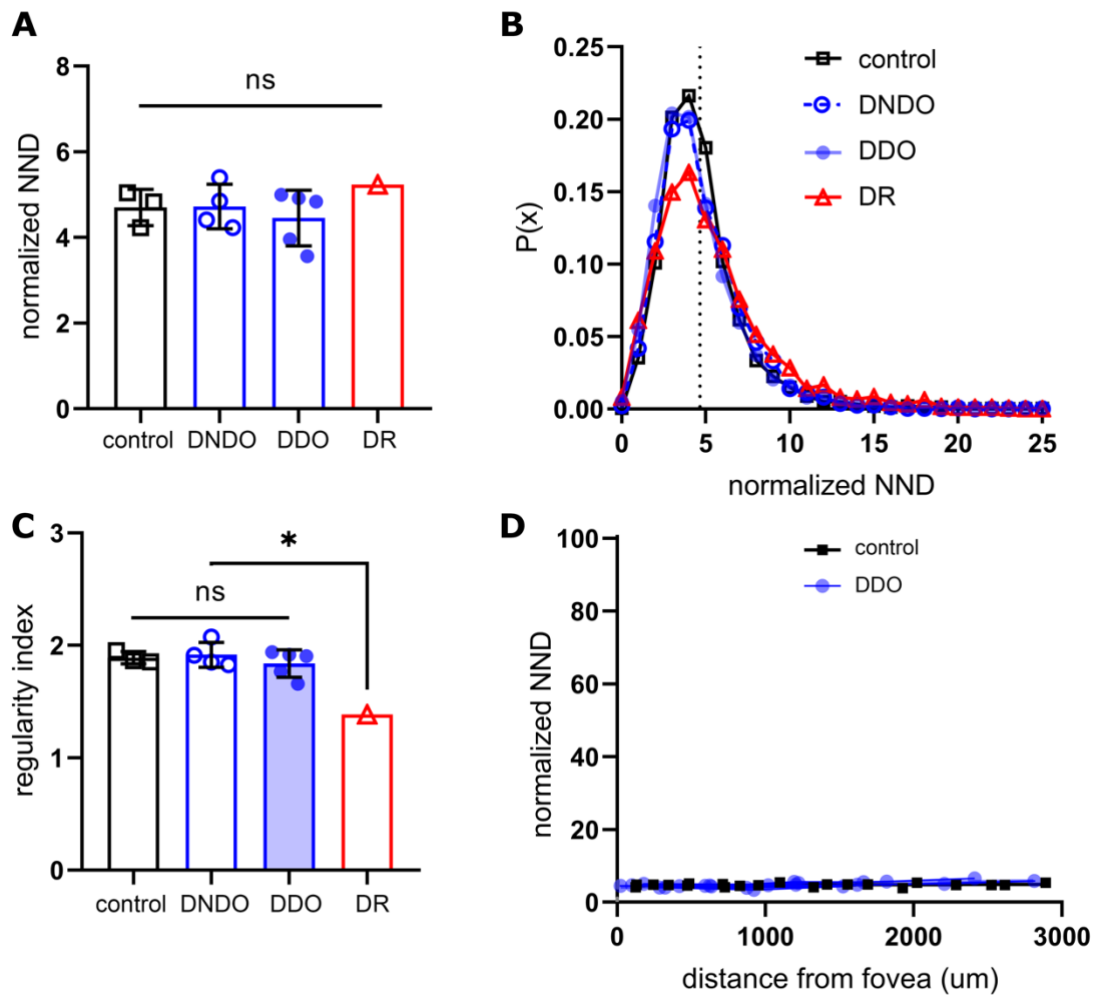 A
8
6
4
2
0
normalized NND
ns
control DNDO DDO DR
B
0.25
0.20
0.15
0.10
0.05
0.00
P(x)
control
DNDO
DDO
DR
0 5 10 15 20 25
normalized NND
C
3
2
1
0
regularity index
*
ns
control DNDO DDO DR
D
100
80
60
40
20
0
normalized NND
control
DDO
0 1000 2000 3000
distance from fovea (um)